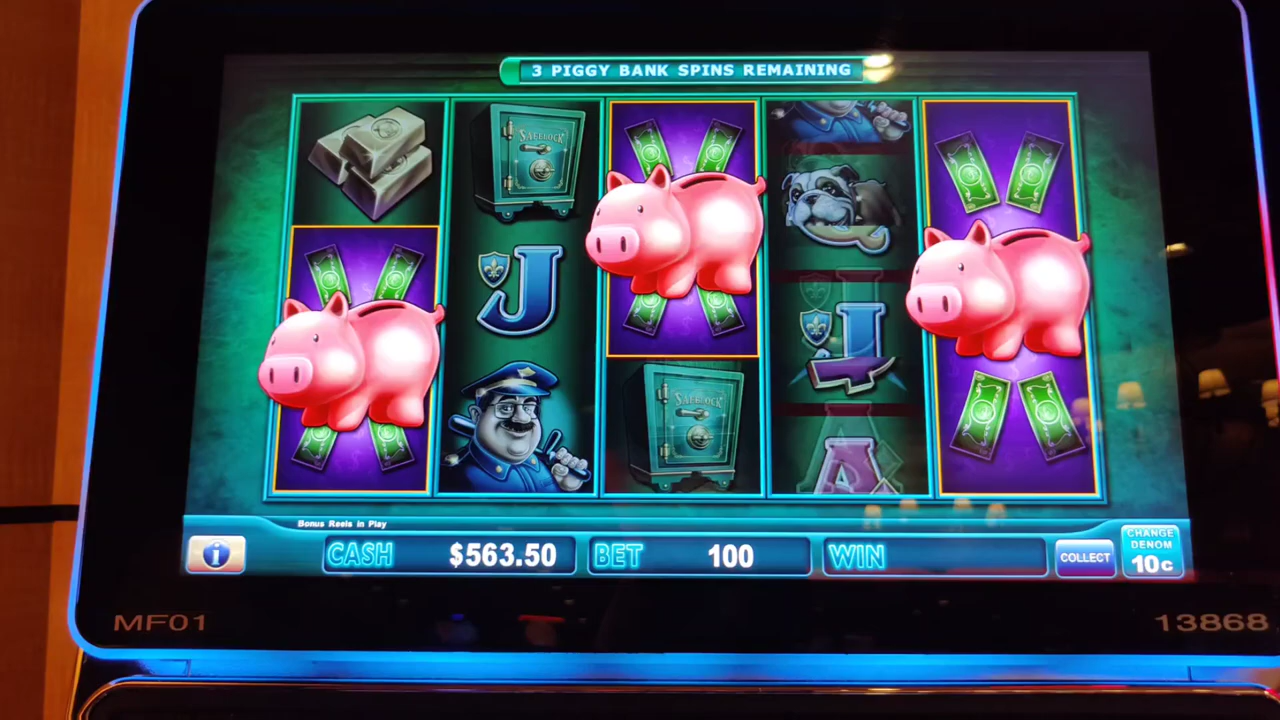 3 PIGGY BANK SPINS REMAINING
SAFELOCK
J
SAFELOCK
J
A
Bonus Reels in Play
i
CASH $563.50
BET 100
WIN
COLLECT
CHANGE
DENOM
10¢
MF01
13868